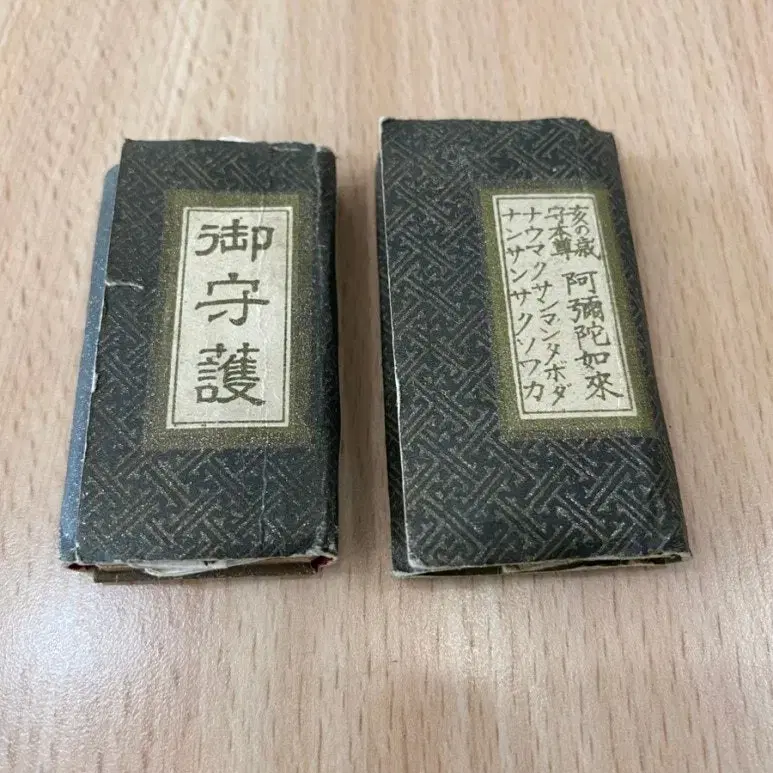 御守護
亥の歳
守本尊
阿彌陀如來
ナウマクサンマンダボダ
ナンサンサクソワカ